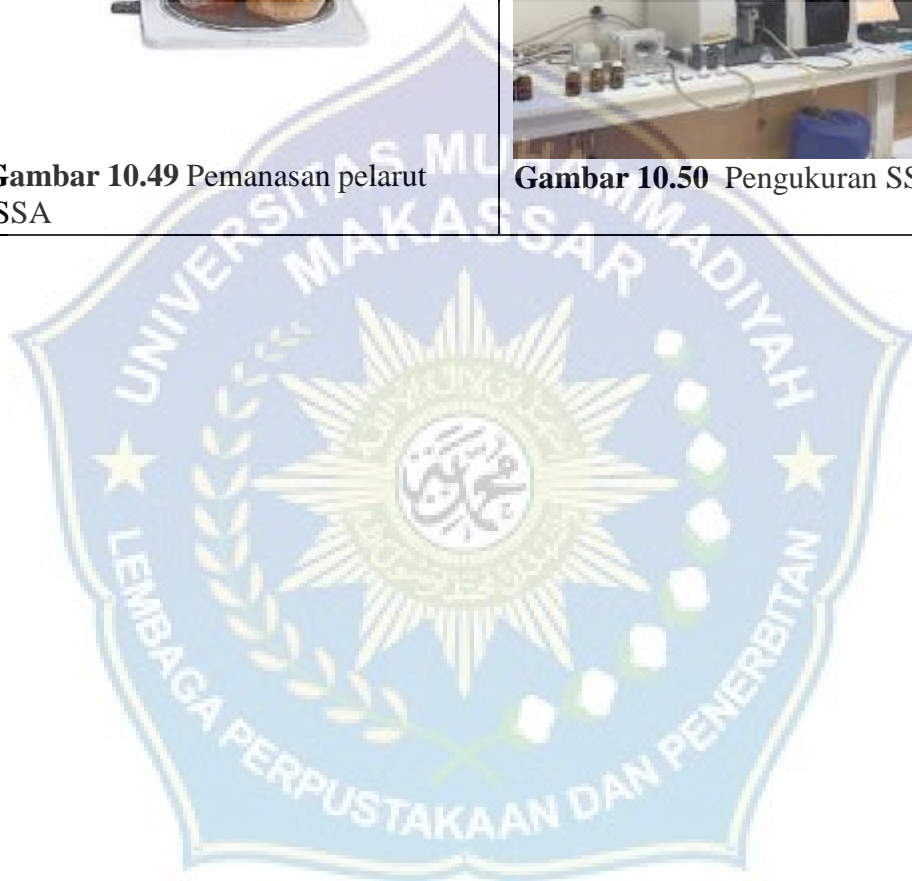 Gambar 10.49 Pemanasan pelarut
SSA
Gambar 10.50 Pengukuran SS
UNIVERSITAS MUHAMMADIYAH
MAKASSAR
LEMBAGA PERPUSTAKAAN DAN PENERBITAN